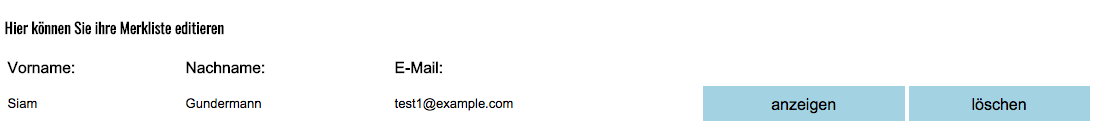 Hier können Sie ihre Merkliste editieren
Vorname: Nachname: E-Mail:
Siam Gundermann test1@example.com anzeigen löschen